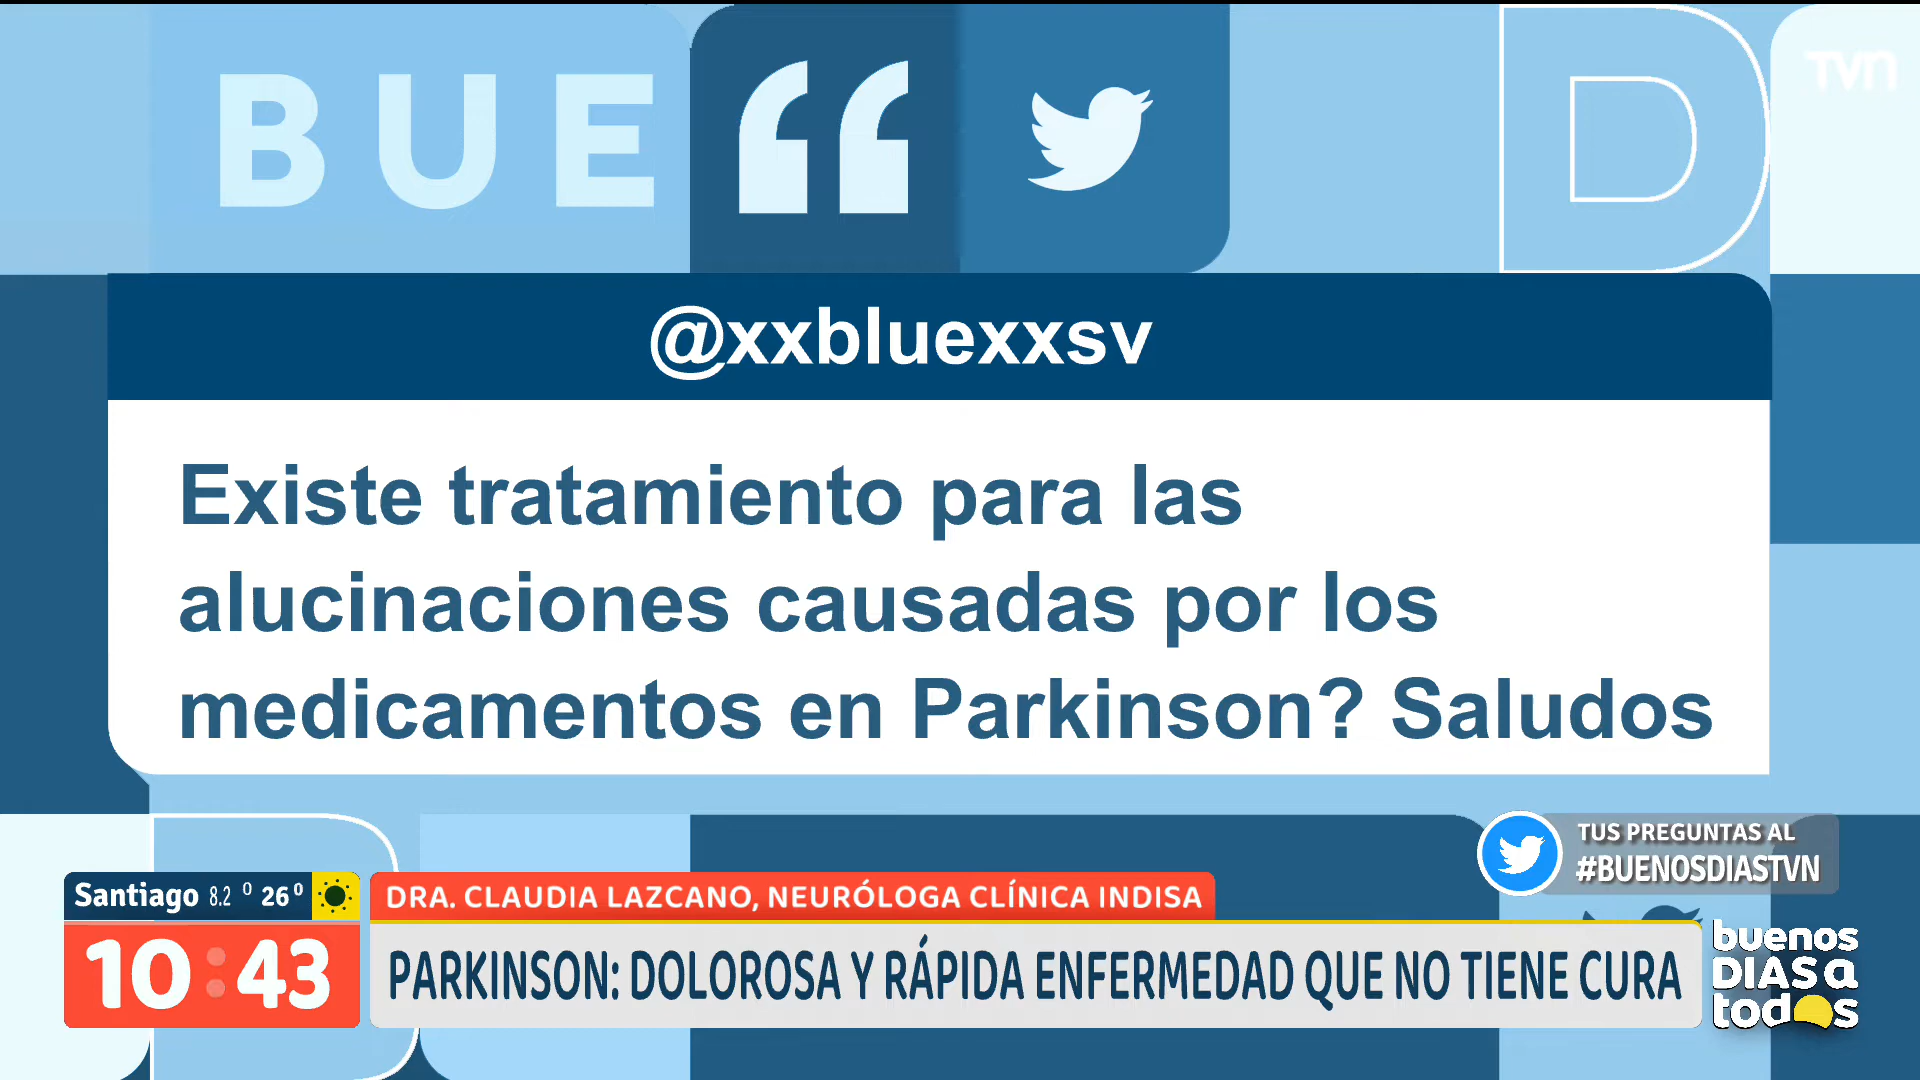 BUE
“
D
TVN
@xxbluexxsv
Existe tratamiento para las
alucinaciones causadas por los
medicamentos en Parkinson? Saludos
TUS PREGUNTAS AL
#BUENOSDIASTVN
Santiago 8.2 º 26º
DRA. CLAUDIA LAZCANO, NEURÓLOGA CLÍNICA INDISA
10:43
PARKINSON: DOLOROSA Y RÁPIDA ENFERMEDAD QUE NO TIENE CURA
buenos
DIAS a
todos